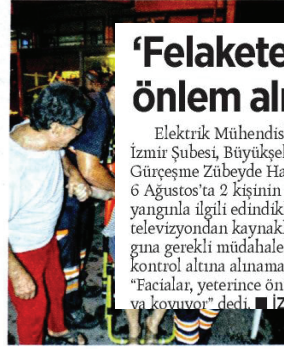 ‘Felakete
önlem alı
Elektrik Mühendis
İzmir Şubesi, Büyükşel
Gürçeşme Zübeyde Ha
6 Ağustos’ta 2 kişinin
yangınla ilgili edindik
televizyondan kaynakl
gına gerekli müdahale
kontrol altına alınama
“Facialar, yeterince ön
ya koyuyor” dedi. ■ İZ